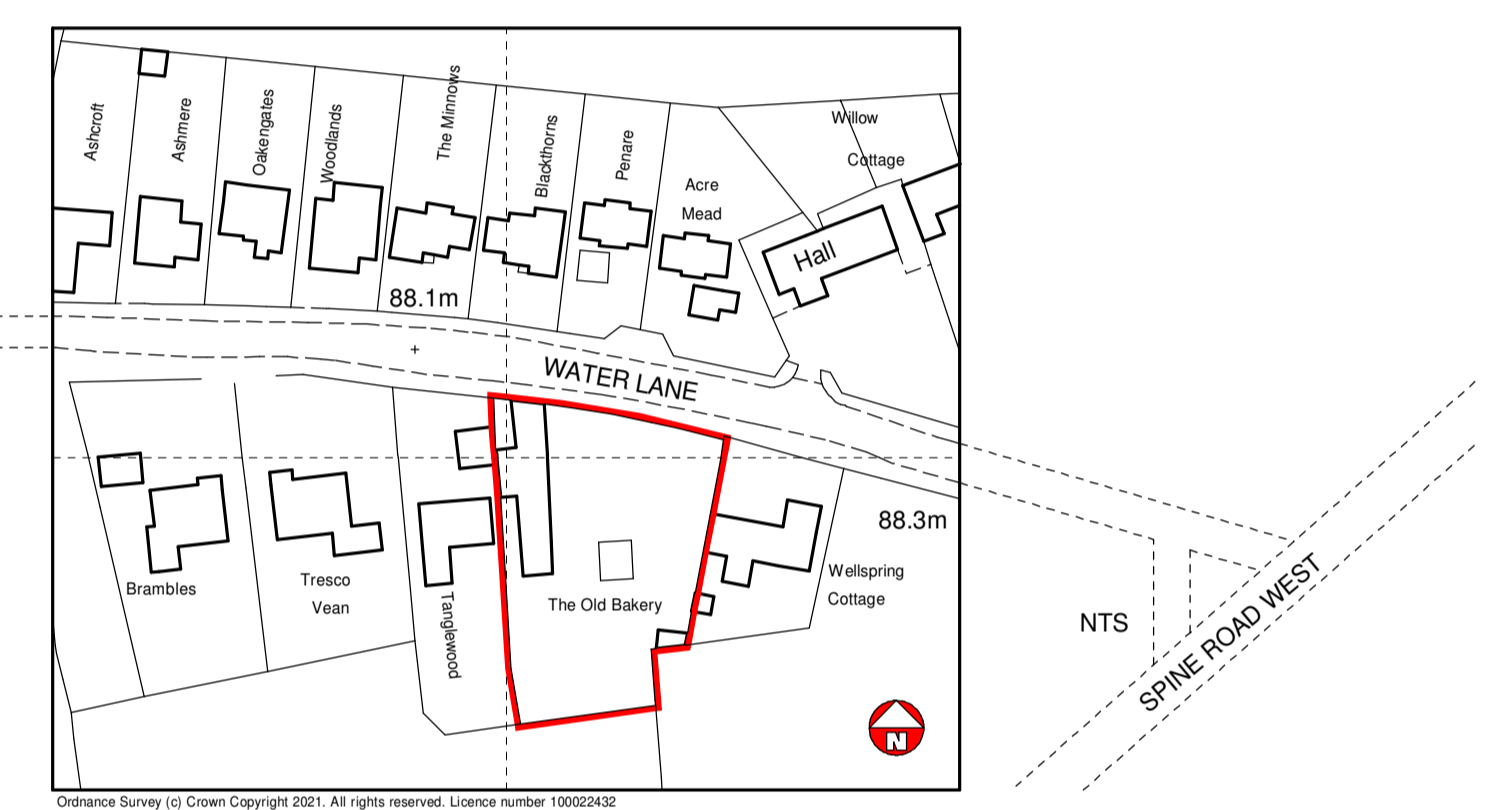 Ashcroft
Ashmere
Oakengates
Woodlands
The Minnows
Blackthorns
Penare
Acre
Mead
Willow
Cottage
Hall
88.1m
WATER LANE
88.3m
Brambles
Tresco
Vean
Tanglewood
The Old Bakery
Wellspring
Cottage
NTS
SPINE ROAD WEST
N
Ordnance Survey (c) Crown Copyright 2021. All rights reserved. Licence number 100022432